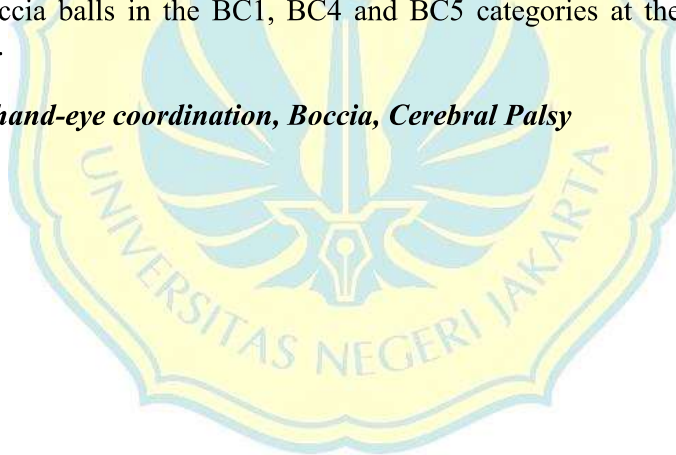 ccia balls in the BC1, BC4 and BC5 categories at the
.
hand-eye coordination, Boccia, Cerebral Palsy
UNIVERSITAS NEGERI JAKARTA